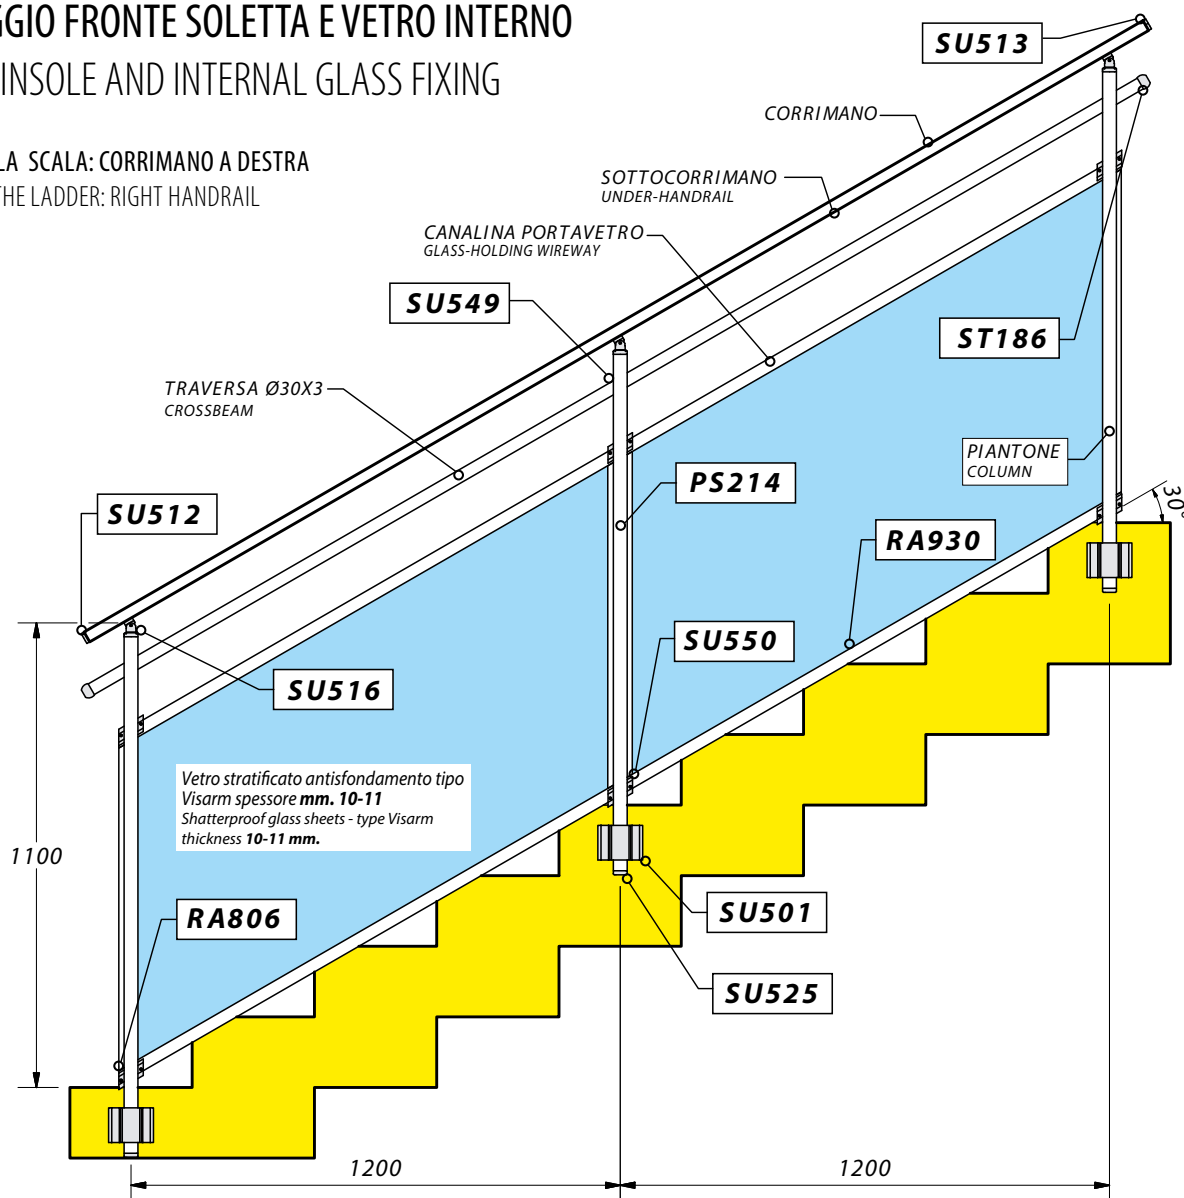 GGIO FRONTE SOLETTA E VETRO INTERNO
INSOLE AND INTERNAL GLASS FIXING
LA SCALA: CORRIMANO A DESTRA
THE LADDER: RIGHT HANDRAIL
SU513
CORRIMANO
SOTTOCORRIMANO
UNDER-HANDRAIL
CANALINA PORTAVETRO
GLASS-HOLDING WIREWAY
SU549
ST186
TRAVERSA Ø30X3
CROSSBEAM
PIANTONE
COLUMN
PS214
30°
SU512
RA930
SU550
SU516
Vetro stratificato antisfondamento tipo
Visarm spessore mm. 10-11
Shatterproof glass sheets - type Visarm
thickness 10-11 mm.
1100
RA806
SU501
SU525
1200
1200